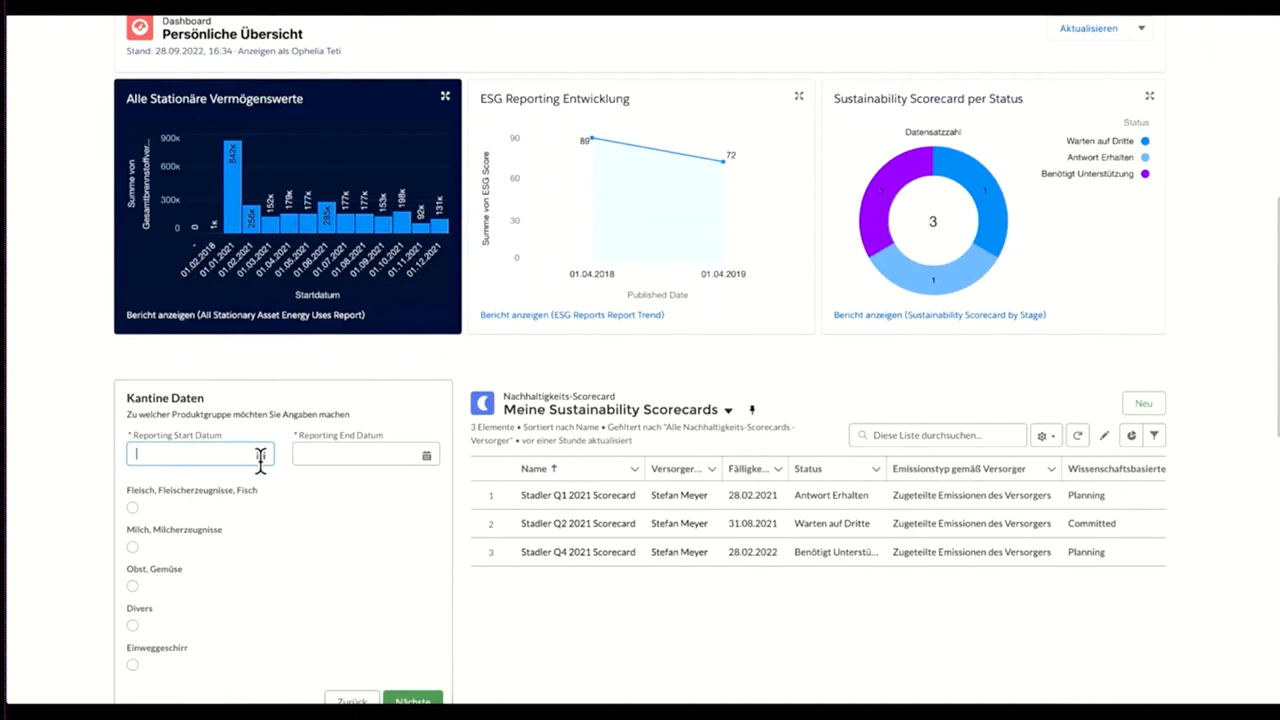 Dashboard
Persönliche Übersicht
Stand: 28.09.2022, 16:34 · Anzeigen als Ophelia Teti
Aktualisieren
Alle Stationäre Vermögenswerte
Summe von
Gesamtbrennstoffver...
900K
600K
300K
0
0
1K
842K
256K
152K
179K
177K
285K
177K
177K
153K
198K
92K
131K
-
01.02.2018
01.01.2021
01.02.2021
01.03.2021
01.04.2021
01.05.2021
01.06.2021
01.07.2021
01.08.2021
01.09.2021
01.10.2021
01.11.2021
01.12.2021
Startdatum
Bericht anzeigen (All Stationary Asset Energy Uses Report)
ESG Reporting Entwicklung
Summe von ESG Score
90
60
30
0
89
72
01.04.2018
01.04.2019
Published Date
Bericht anzeigen (ESG Reports Report Trend)
Sustainability Scorecard per Status
Status
Datensatzzahl
Warten auf Dritte
Antwort Erhalten
Benötigt Unterstützung
1
1
3
1
Bericht anzeigen (Sustainability Scorecard by Stage)
Kantine Daten
Zu welcher Produktgruppe möchten Sie Angaben machen
* Reporting Start Datum
* Reporting End Datum
Fleisch, Fleischerzeugnisse, Fisch
Milch, Milcherzeugnisse
Obst, Gemüse
Divers
Einweggeschirr
Zurück
Nächste
Nachhaltigkeits-Scorecard
Meine Sustainability Scorecards
Neu
3 Elemente • Sortiert nach Name • Gefiltert nach "Alle Nachhaltigkeits-Scorecards -
Versorger" • vor einer Stunde aktualisiert
Diese Liste durchsuchen...
Name ↑ Versorger... Fälligke... Status Emissionstyp gemäß Versorger Wissenschaftsbasierte
1 Stadler Q1 2021 Scorecard Stefan Meyer 28.02.2021 Antwort Erhalten Zugeteilte Emissionen des Versorgers Planning
2 Stadler Q2 2021 Scorecard Stefan Meyer 31.08.2021 Warten auf Dritte Zugeteilte Emissionen des Versorgers Committed
3 Stadler Q4 2021 Scorecard Stefan Meyer 28.02.2022 Benötigt Unterstü... Zugeteilte Emissionen des Versorgers Planning